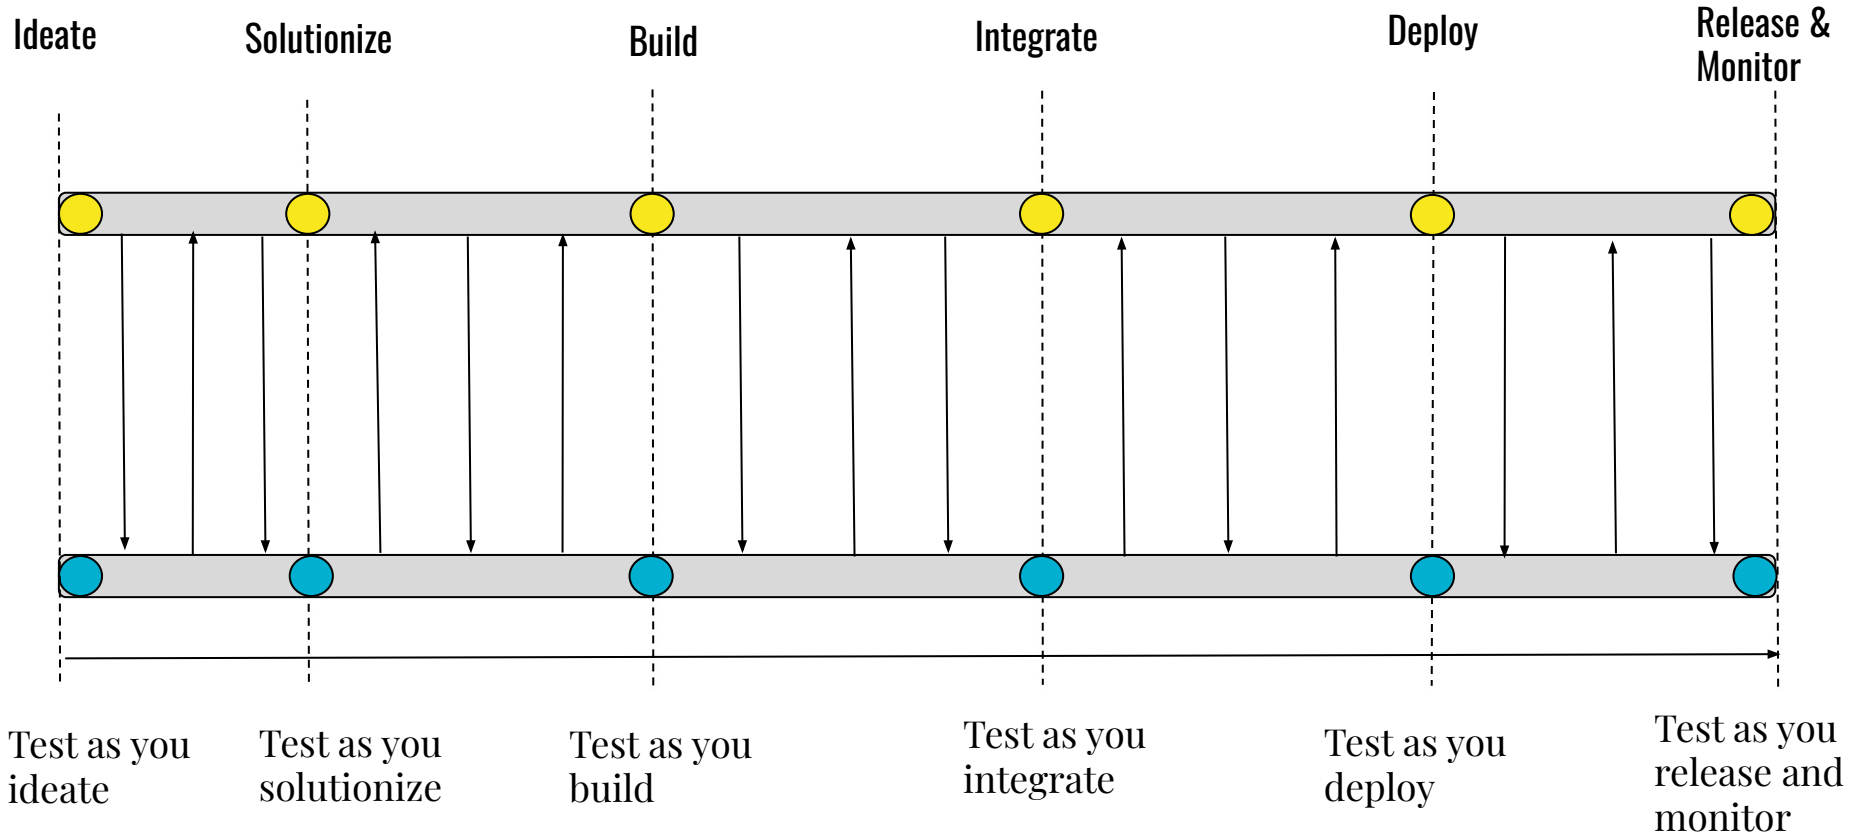 Ideate
Solutionize
Build
Integrate
Deploy
Release &
Monitor
Test as you
ideate
Test as you
solutionize
Test as you
build
Test as you
integrate
Test as you
deploy
Test as you
release and
monitor